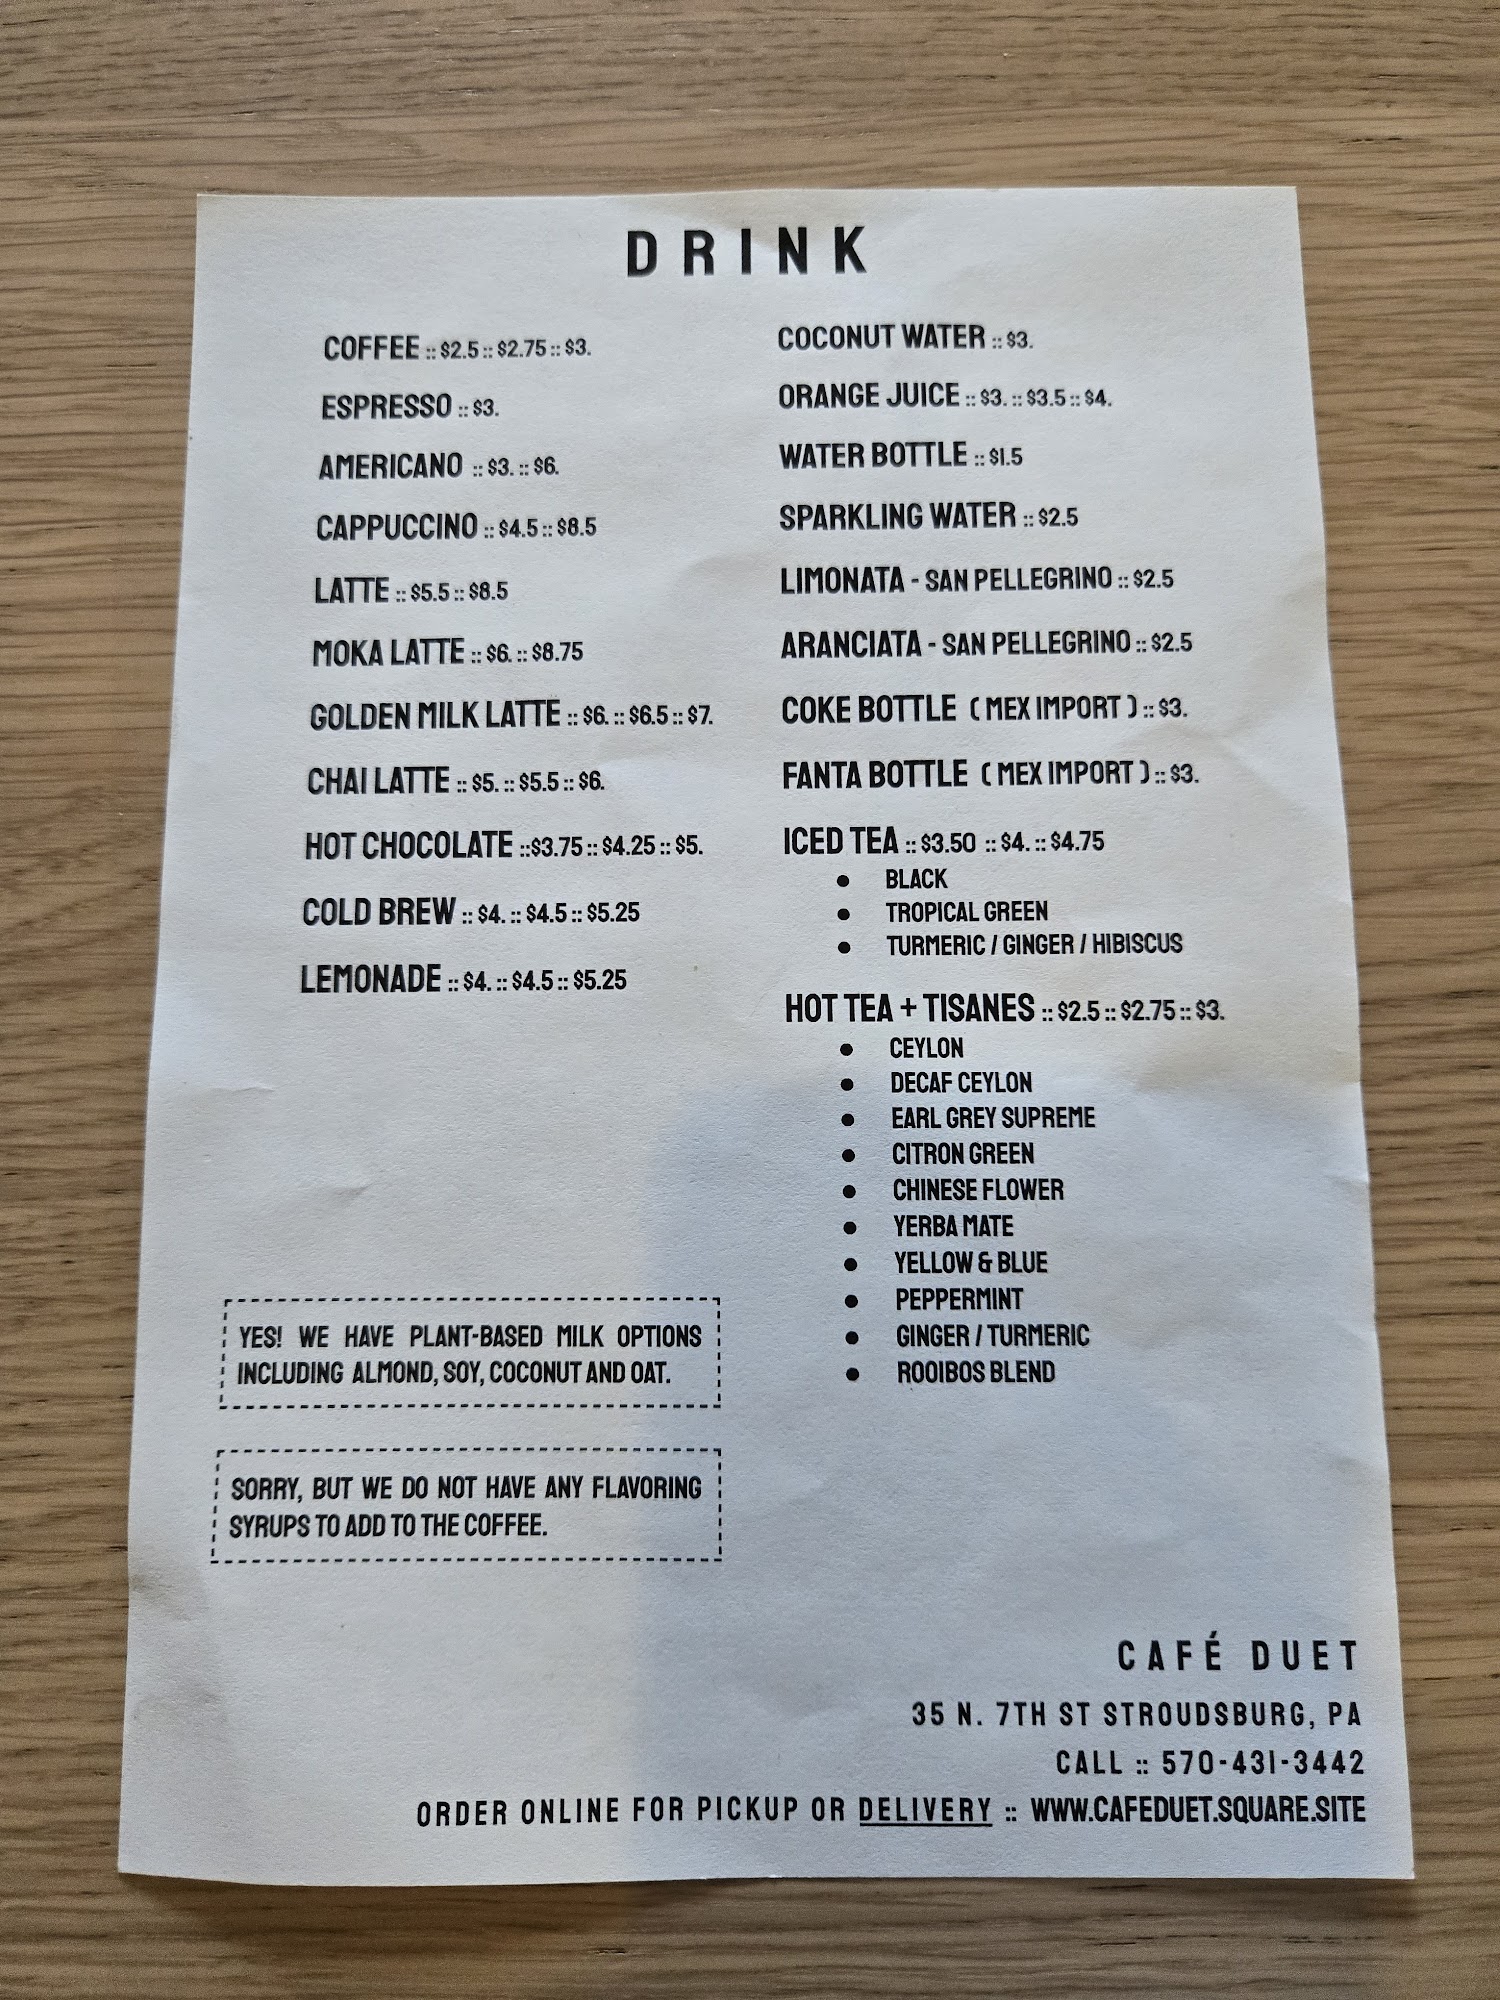 DRINK
COFFEE :: $2.5 :: $2.75 :: $3.
ESPRESSO :: $3.
AMERICANO :: $3. :: $6.
CAPPUCCINO :: $4.5 :: $8.5
LATTE :: $5.5 :: $8.5
MOKA LATTE :: $6. :: $8.75
GOLDEN MILK LATTE :: $6. :: $6.5 :: $7.
CHAI LATTE :: $5. :: $5.5 :: $6.
HOT CHOCOLATE ::$3.75 :: $4.25 :: $5.
COLD BREW :: $4. :: $4.5 :: $5.25
LEMONADE :: $4. :: $4.5 :: $5.25
YES! WE HAVE PLANT-BASED MILK OPTIONS
INCLUDING ALMOND, SOY, COCONUT AND OAT.
SORRY, BUT WE DO NOT HAVE ANY FLAVORING
SYRUPS TO ADD TO THE COFFEE.
COCONUT WATER :: $3.
ORANGE JUICE :: $3. :: $3.5 :: $4.
WATER BOTTLE :: $1.5
SPARKLING WATER :: $2.5
LIMONATA - SAN PELLEGRINO :: $2.5
ARANCIATA - SAN PELLEGRINO :: $2.5
COKE BOTTLE ( MEX IMPORT ) :: $3.
FANTA BOTTLE ( MEX IMPORT ) :: $3.
ICED TEA :: $3.50 :: $4. :: $4.75
● BLACK
● TROPICAL GREEN
● TURMERIC / GINGER / HIBISCUS
HOT TEA + TISANES :: $2.5 :: $2.75 :: $3.
● CEYLON
● DECAF CEYLON
● EARL GREY SUPREME
● CITRON GREEN
● CHINESE FLOWER
● YERBA MATE
● YELLOW & BLUE
● PEPPERMINT
● GINGER / TURMERIC
● ROOIBOS BLEND
CAFÉ DUET
35 N. 7TH ST STROUDSBURG, PA
CALL :: 570-431-3442
ORDER ONLINE FOR PICKUP OR DELIVERY :: WWW.CAFEDUET.SQUARE.SITE